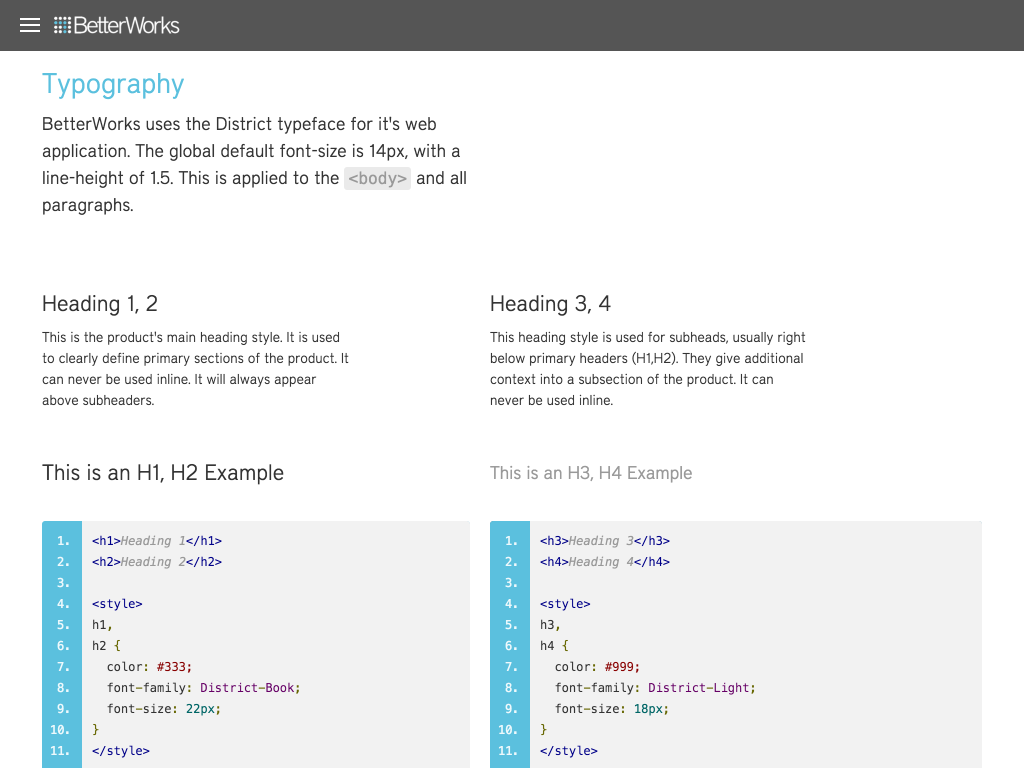 BetterWorks
Typography
BetterWorks uses the District typeface for it's web
application. The global default font-size is 14px, with a
line-height of 1.5. This is applied to the <body> and all
paragraphs.
Heading 1, 2
This is the product's main heading style. It is used
to clearly define primary sections of the product. It
can never be used inline. It will always appear
above subheaders.
Heading 3, 4
This heading style is used for subheads, usually right
below primary headers (H1,H2). They give additional
context into a subsection of the product. It can
never be used inline.
This is an H1, H2 Example
This is an H3, H4 Example
1. <h1>Heading 1</h1>
2. <h2>Heading 2</h2>
3.
4. <style>
5. h1,
6. h2 {
7. color: #333;
8. font-family: District-Book;
9. font-size: 22px;
10. }
11. </style>
1. <h3>Heading 3</h3>
2. <h4>Heading 4</h4>
3.
4. <style>
5. h3,
6. h4 {
7. color: #999;
8. font-family: District-Light;
9. font-size: 18px;
10. }
11. </style>